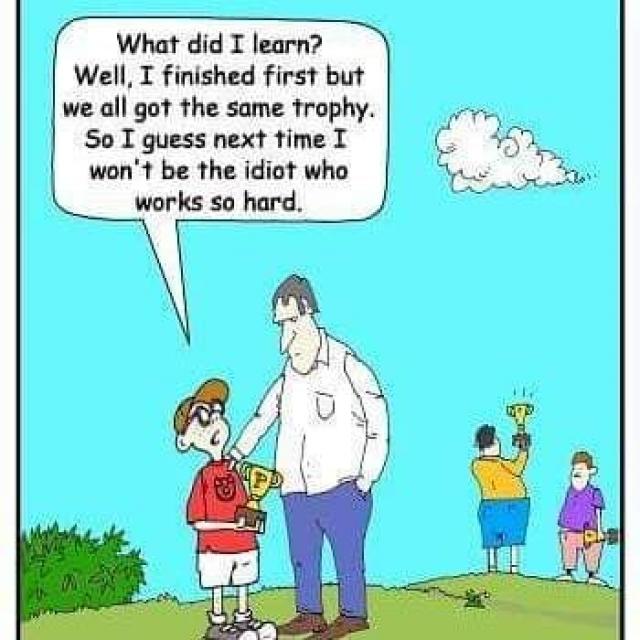 What did I learn?
Well, I finished first but
we all got the same trophy.
So I guess next time I
won't be the idiot who
works so hard.
P